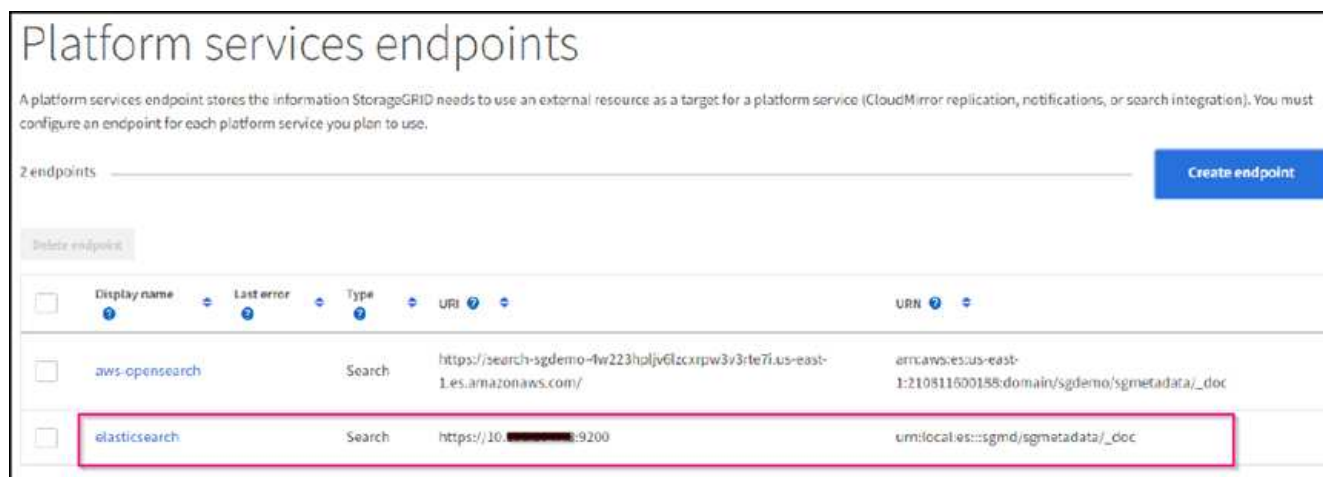 Platform services endpoints
A platform services endpoint stores the information StorageGRID needs to use an external resource as a target for a platform service (CloudMirror replication, notifications, or search integration). You must
configure an endpoint for each platform service you plan to use.
2 endpoints
Create endpoint
Delete endpoint
Display name Last error Type URI URN
https://search-sgdemo-4w223hpljv6lzcxrpw3v3rte7i.us-east- arn:aws:es:us-east-
aws-opensearch Search
1.es.amazonaws.com/ 1:210811600188:domain/sgdemo/sgmetadata/_doc
elasticsearch Search https://10. :9200 urn:local:es:::sgmd/sgmetadata/_doc